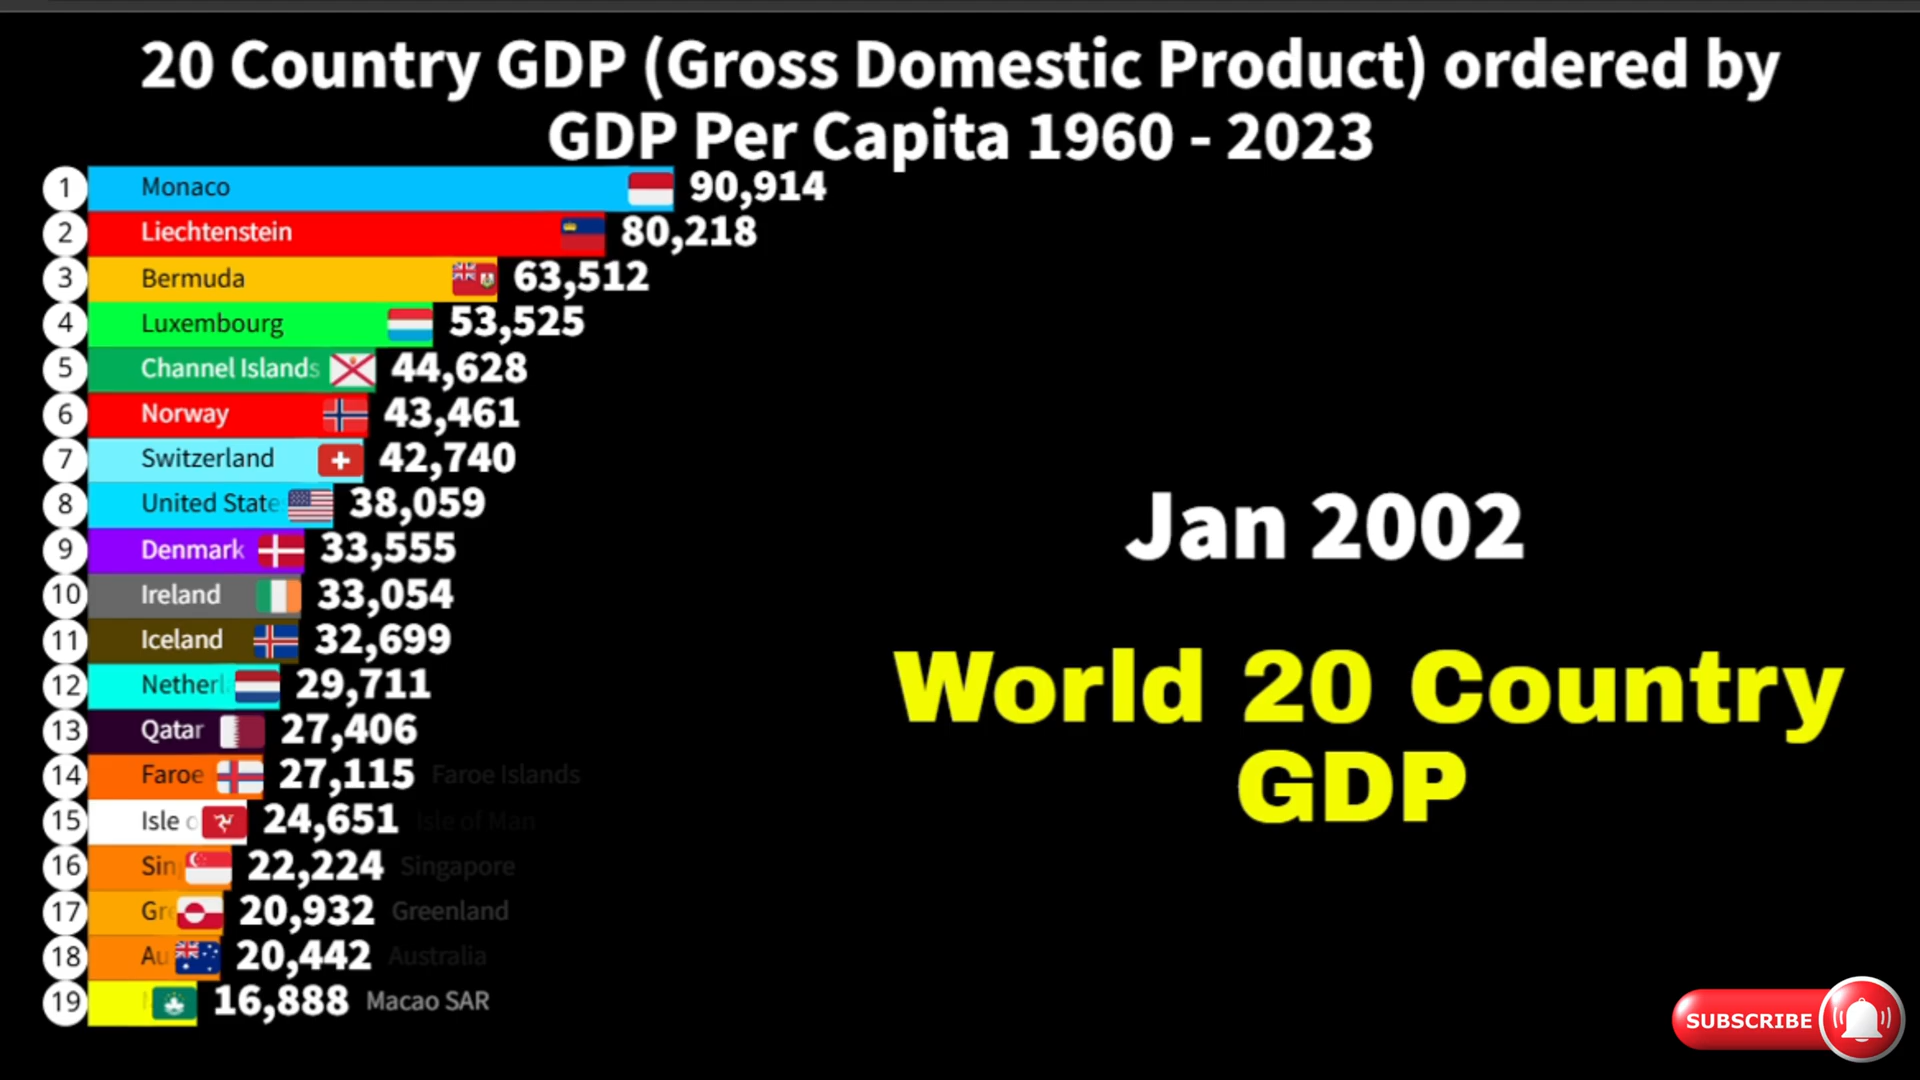 20 Country GDP (Gross Domestic Product) ordered by
GDP Per Capita 1960 - 2023
1 Monaco 90,914
2 Liechtenstein 80,218
3 Bermuda 63,512
4 Luxembourg 53,525
5 Channel Islands 44,628
6 Norway 43,461
7 Switzerland 42,740
8 United State 38,059
9 Denmark 33,555
10 Ireland 33,054
11 Iceland 32,699
12 Netherl 29,711
13 Qatar 27,406
14 Faroe 27,115 Faroe Islands
15 Isle o 24,651 Isle of Man
16 Sin 22,224 Singapore
17 Gre 20,932 Greenland
18 Au 20,442 Australia
19 16,888 Macao SAR
Jan 2002
World 20 Country
GDP
SUBSCRIBE